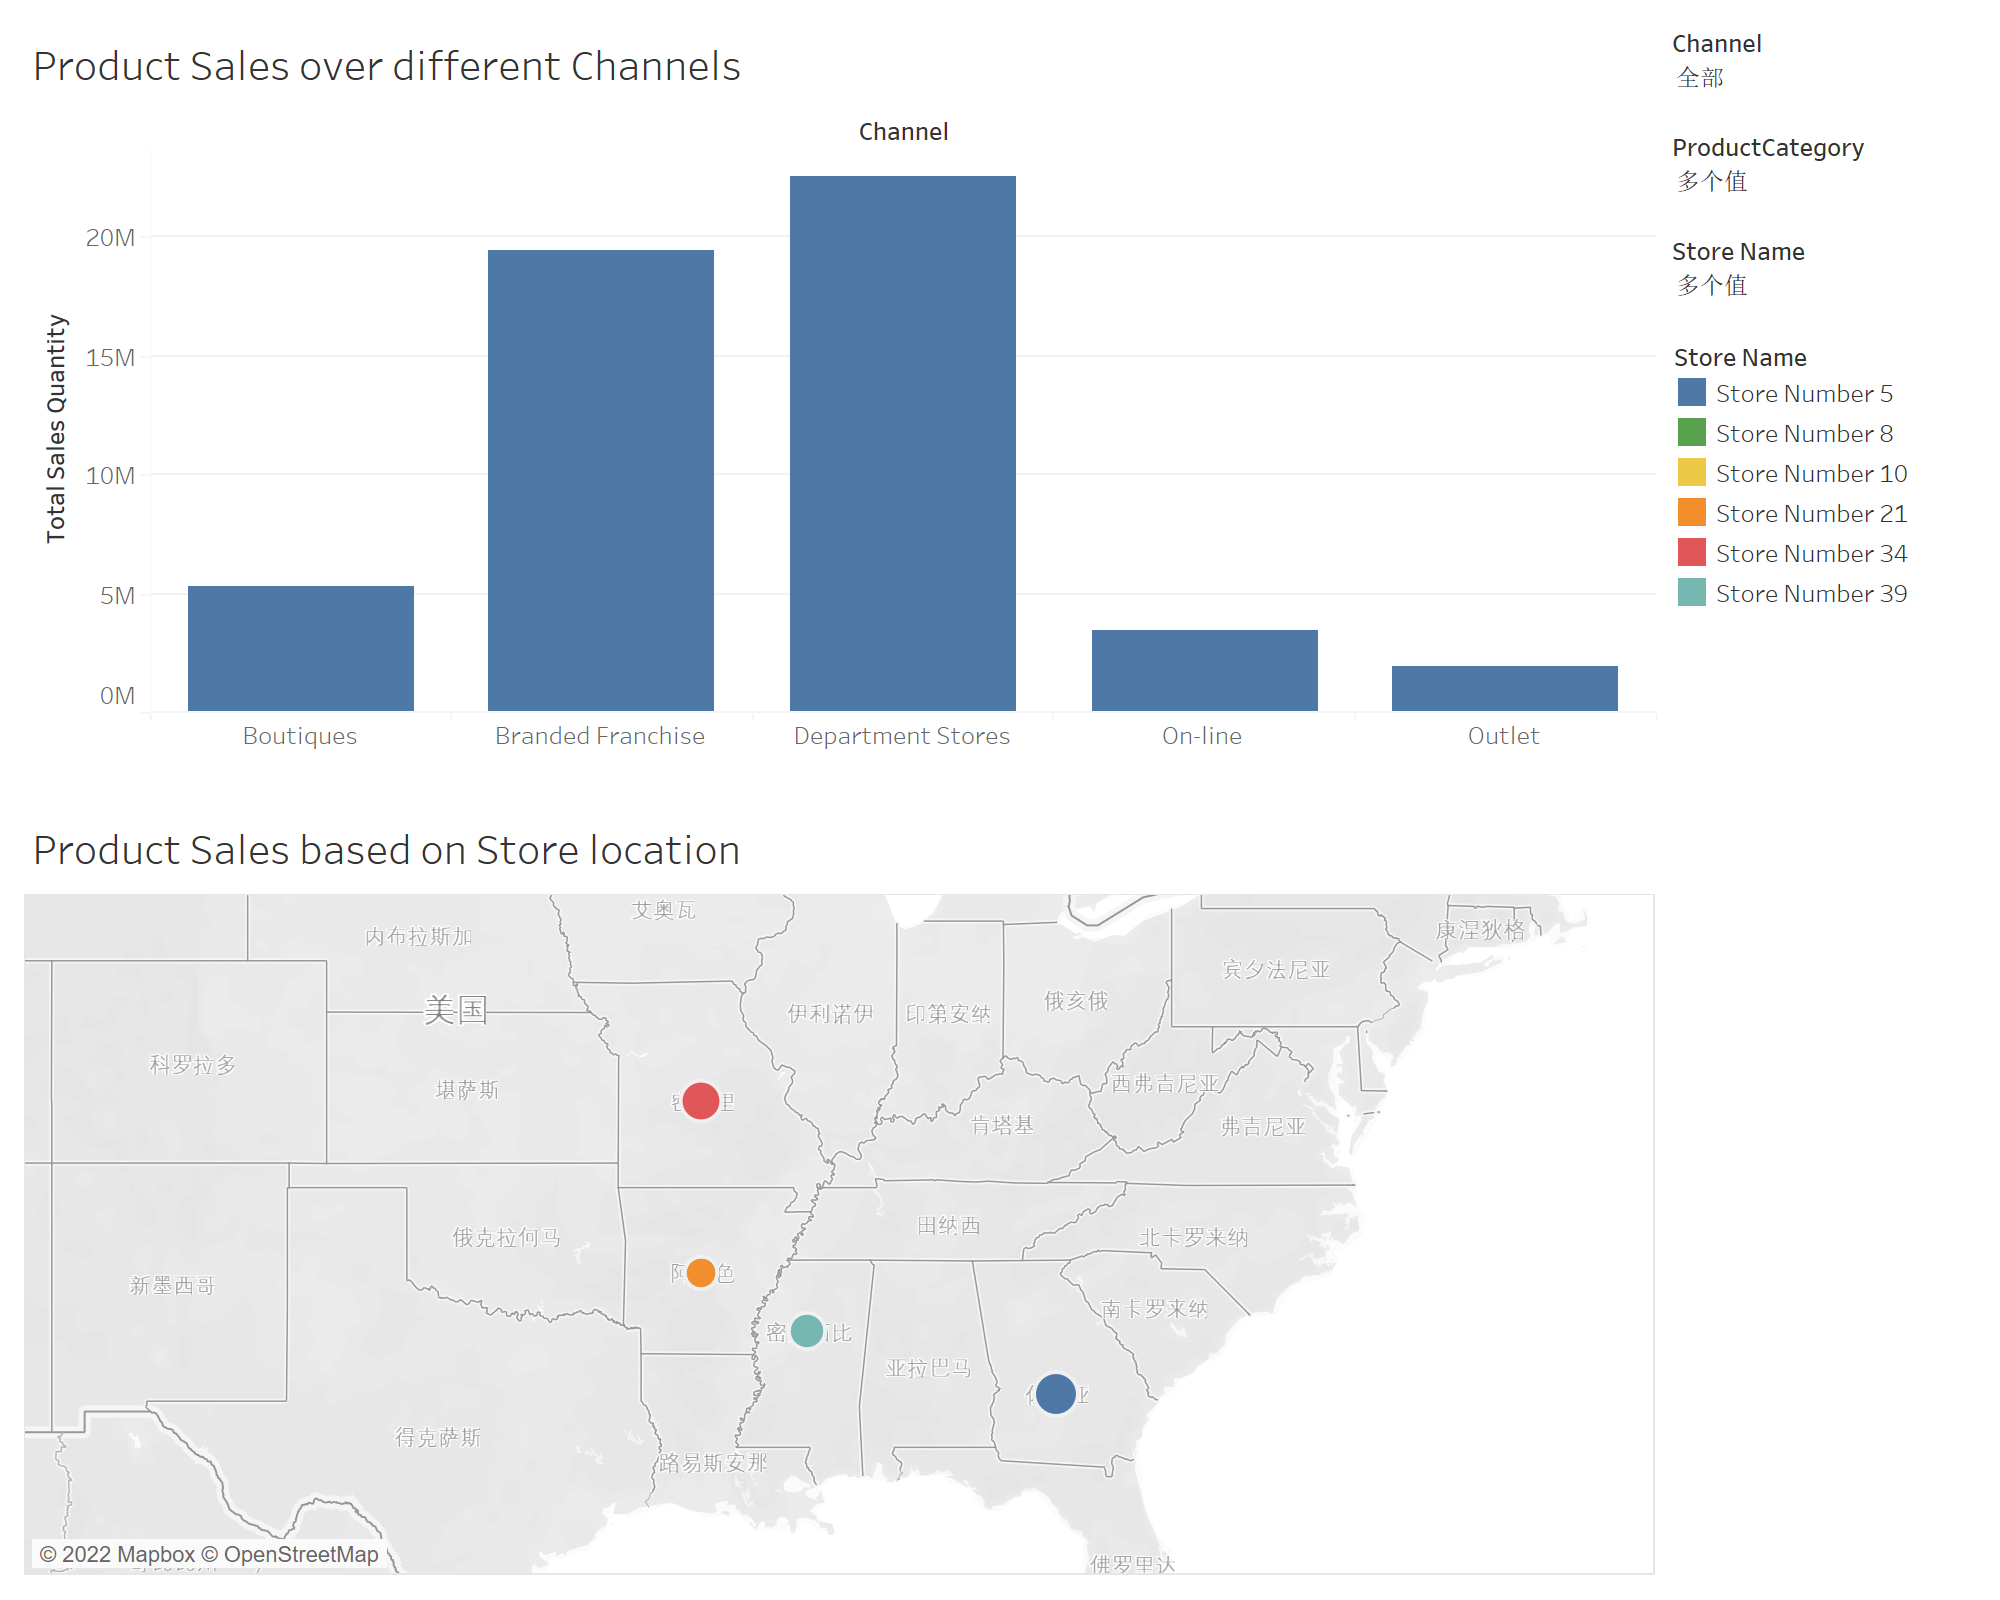 Product Sales over different Channels
Channel
Total Sales Quantity
20M
15M
10M
5M
0M
Boutiques
Branded Franchise
Department Stores
On-line
Outlet
Channel
全部
ProductCategory
多个值
Store Name
多个值
Store Name
Store Number 5
Store Number 8
Store Number 10
Store Number 21
Store Number 34
Store Number 39
Product Sales based on Store location
艾奥瓦
康涅狄格
内布拉斯加
宾夕法尼亚
美国
伊利诺伊
印第安纳
俄亥俄
科罗拉多
堪萨斯
西弗吉尼亚
里
肯塔基
弗吉尼亚
田纳西
俄克拉何马
北卡罗来纳
新墨西哥
色
南卡罗来纳
密 比
亚拉巴马
亚
得克萨斯
路易斯安那
佛罗里达
© 2022 Mapbox © OpenStreetMap